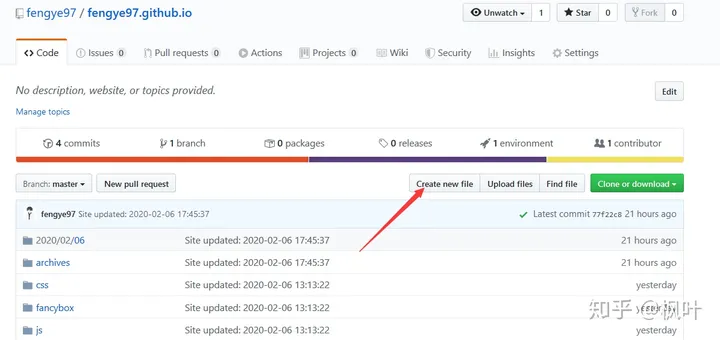 fengye97 / fengye97.github.io Unwatch 1 Star 0 Fork 0
Code Issues 0 Pull requests 0 Actions Projects 0 Wiki Security Insights Settings
No description, website, or topics provided. Edit
Manage topics
4 commits 1 branch 0 packages 0 releases 1 environment 1 contributor
Branch: master New pull request Create new file Upload files Find file Clone or download
fengye97 Site updated: 2020-02-06 17:45:37 Latest commit 77f22c8 21 hours ago
2020/02/06 Site updated: 2020-02-06 17:45:37 21 hours ago
archives Site updated: 2020-02-06 17:45:37 21 hours ago
css Site updated: 2020-02-06 13:13:22 yesterday
fancybox Site updated: 2020-02-06 13:13:22 yesterday
js Site updated: 2020-02-06 13:13:22 yesterday
知乎 @枫叶